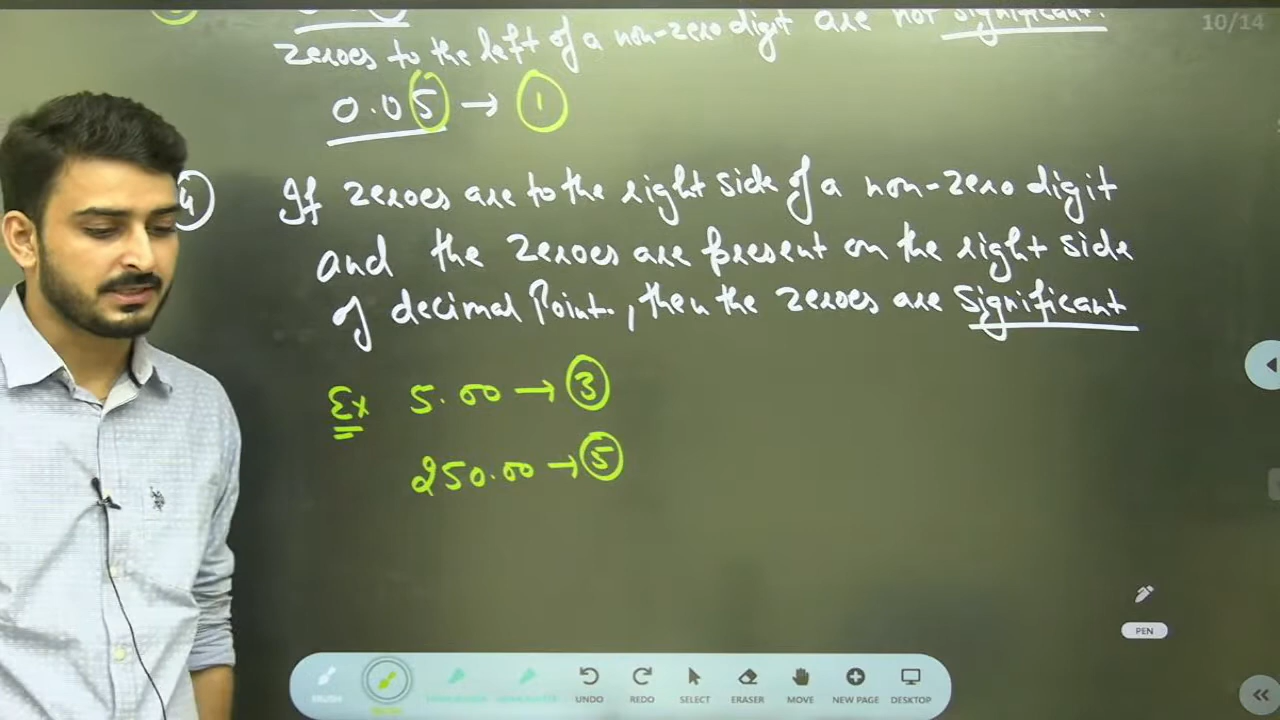 10/14
zeroes to the left of a non-zero digit are not significant.
0.05 → 1
4 If zeroes are to the right side of a non-zero digit
and the zeroes are present on the right side
of decimal Point, then the zeroes are significant
Ex 5.00 → 3
250.00 → 5
PEN
UNDO REDO SELECT ERASER MOVE NEW PAGE DESKTOP